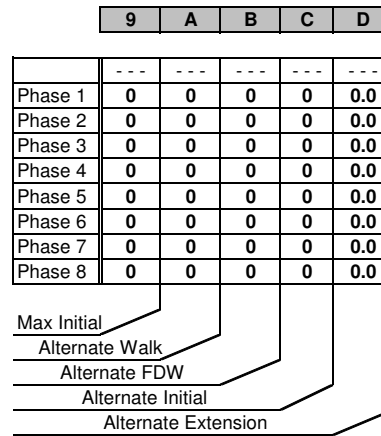 9 A B C D
- - - - - - - - - - - - - - -
Phase 1 0 0 0 0 0.0
Phase 2 0 0 0 0 0.0
Phase 3 0 0 0 0 0.0
Phase 4 0 0 0 0 0.0
Phase 5 0 0 0 0 0.0
Phase 6 0 0 0 0 0.0
Phase 7 0 0 0 0 0.0
Phase 8 0 0 0 0 0.0
Max Initial
Alternate Walk
Alternate FDW
Alternate Initial
Alternate Extension